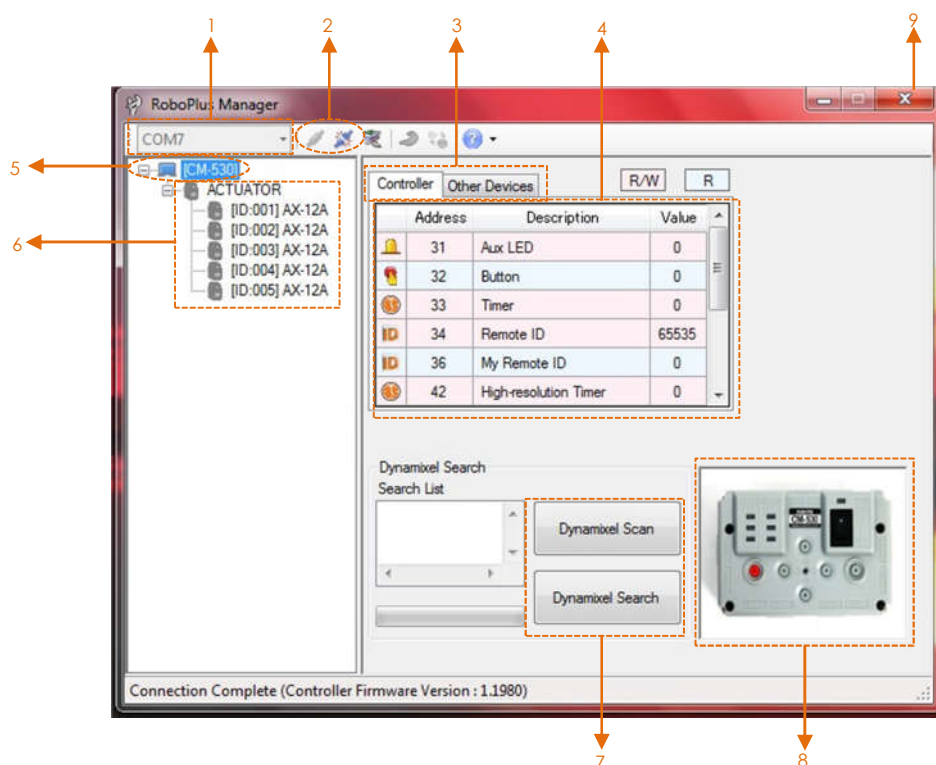 1 2 3 4 9
RoboPlus Manager
COM7
5
[CM-530]
ACTUATOR
6
[ID:001] AX-12A
[ID:002] AX-12A
[ID:003] AX-12A
[ID:004] AX-12A
[ID:005] AX-12A
Controller Other Devices R/W R
Address Description Value
31 Aux LED 0
32 Button 0
33 Timer 0
ID 34 Remote ID 65535
ID 36 My Remote ID 0
42 High-resolution Timer 0
Dynamixel Search
Search List
Dynamixel Scan
Dynamixel Search
CM-530
Connection Complete (Controller Firmware Version : 1.1980)
7 8